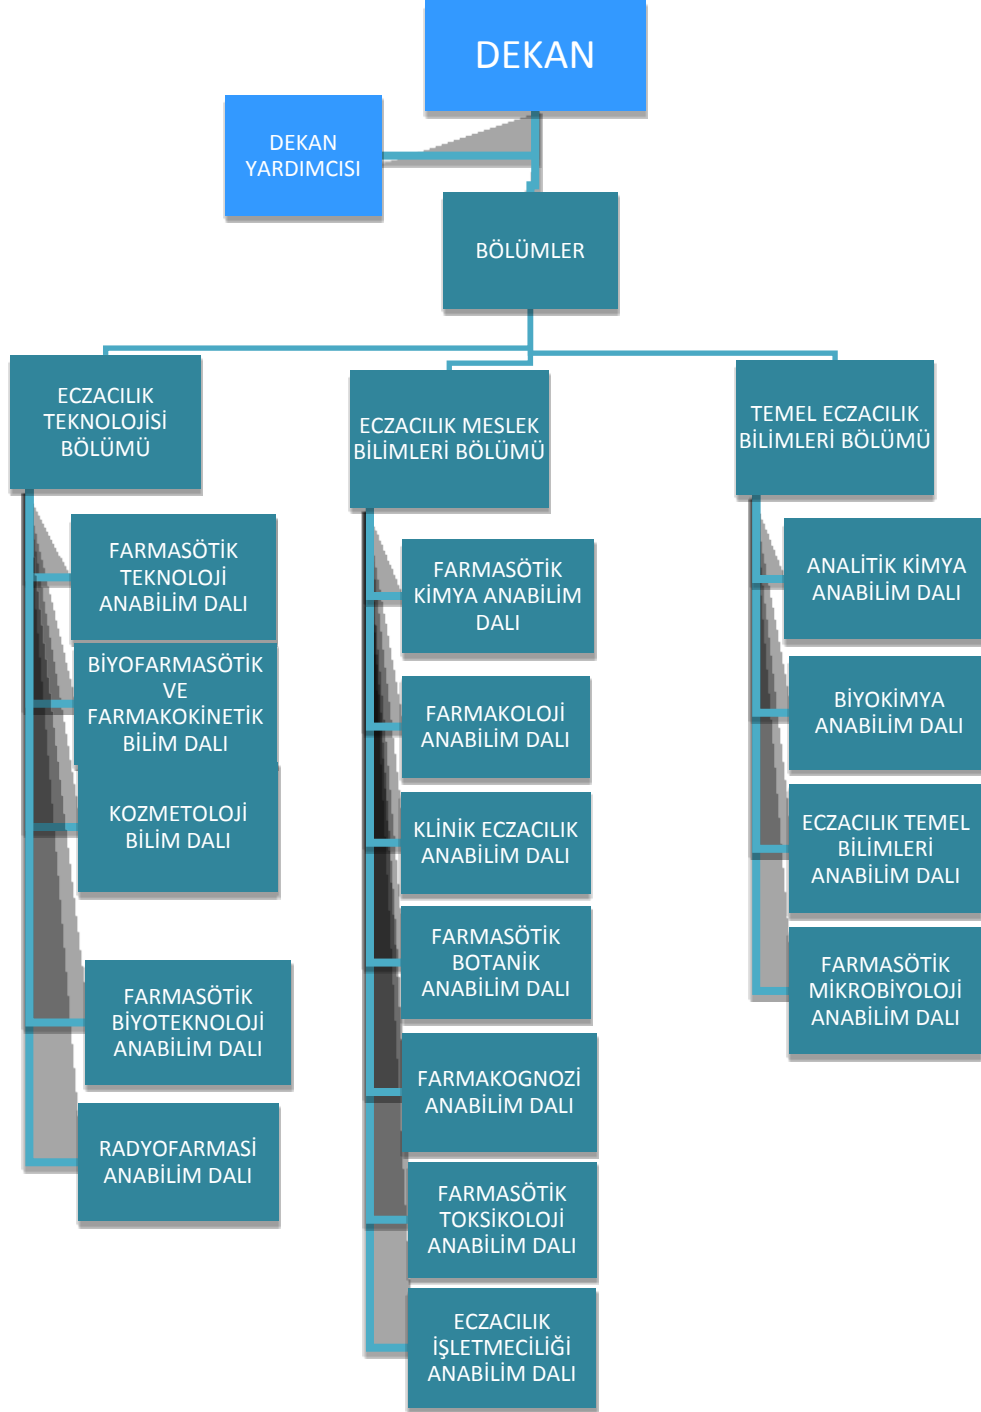 DEKAN
DEKAN
YARDIMCISI
BÖLÜMLER
ECZACILIK
TEKNOLOJİSİ
BÖLÜMÜ
FARMASÖTİK
TEKNOLOJİ
ANABİLİM DALI
BİYOFARMASÖTİK
VE
FARMAKOKİNETİK
BİLİM DALI
KOZMETOLOJİ
BİLİM DALI
FARMASÖTİK
BİYOTEKNOLOJİ
ANABİLİM DALI
RADYOFARMASİ
ANABİLİM DALI
ECZACILIK MESLEK
BİLİMLERİ BÖLÜMÜ
FARMASÖTİK
KİMYA ANABİLİM
DALI
FARMAKOLOJİ
ANABİLİM DALI
KLİNİK ECZACILIK
ANABİLİM DALI
FARMASÖTİK
BOTANİK
ANABİLİM DALI
FARMAKOGNOZİ
ANABİLİM DALI
FARMASÖTİK
TOKSİKOLOJİ
ANABİLİM DALI
ECZACILIK
İŞLETMECİLİĞİ
ANABİLİM DALI
TEMEL ECZACILIK
BİLİMLERİ BÖLÜMÜ
ANALİTİK KİMYA
ANABİLİM DALI
BİYOKİMYA
ANABİLİM DALI
ECZACILIK TEMEL
BİLİMLERİ
ANABİLİM DALI
FARMASÖTİK
MİKROBİYOLOJİ
ANABİLİM DALI